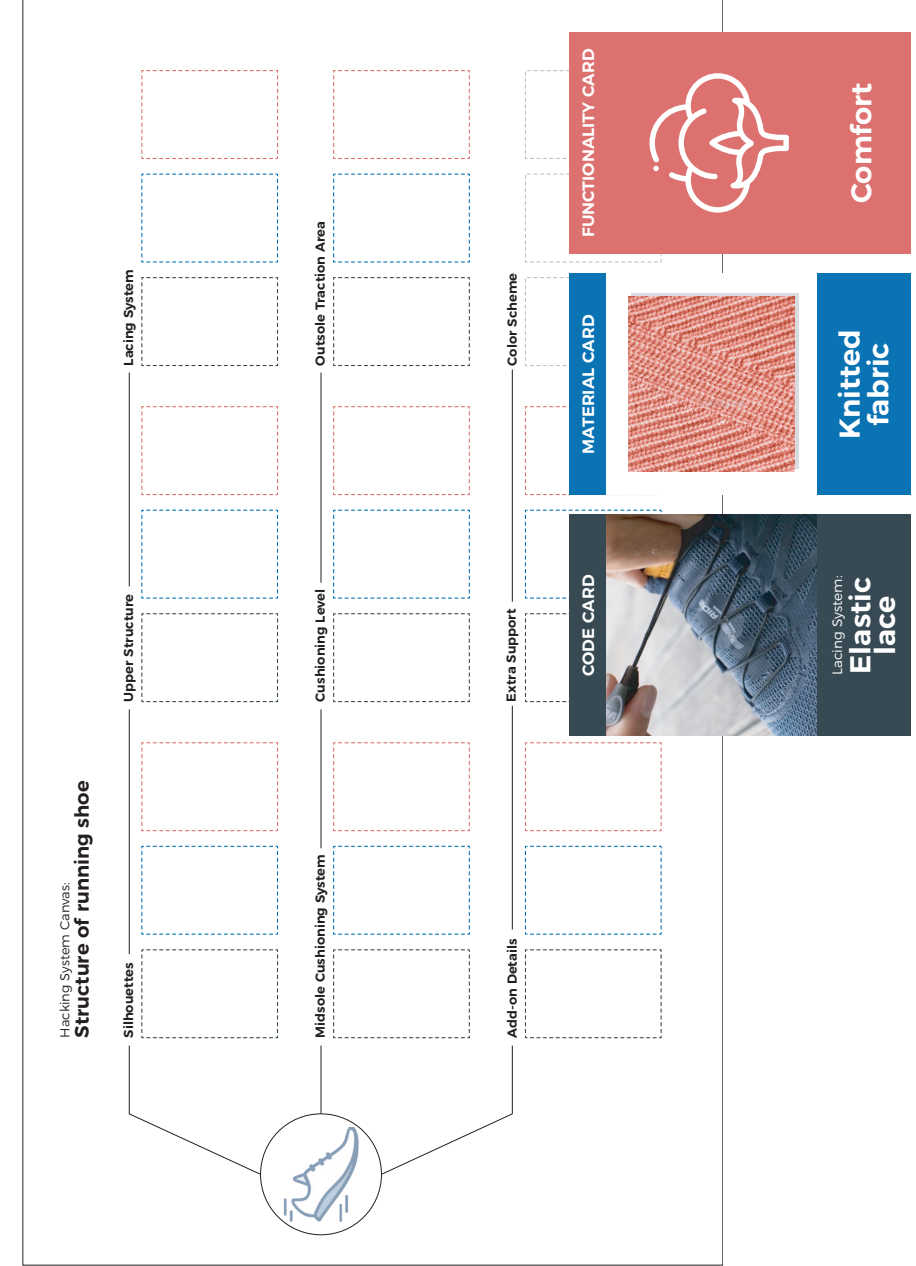 Hacking System Canvas:
Structure of running shoe
Silhouettes
Upper Structure
Lacing System
Midsole Cushioning System
Cushioning Level
Outsole Traction Area
Add-on Details
Extra Support
Color Scheme
CODE CARD
Lacing System:
Elastic
lace
MATERIAL CARD
Knitted
fabric
FUNCTIONALITY CARD
Comfort